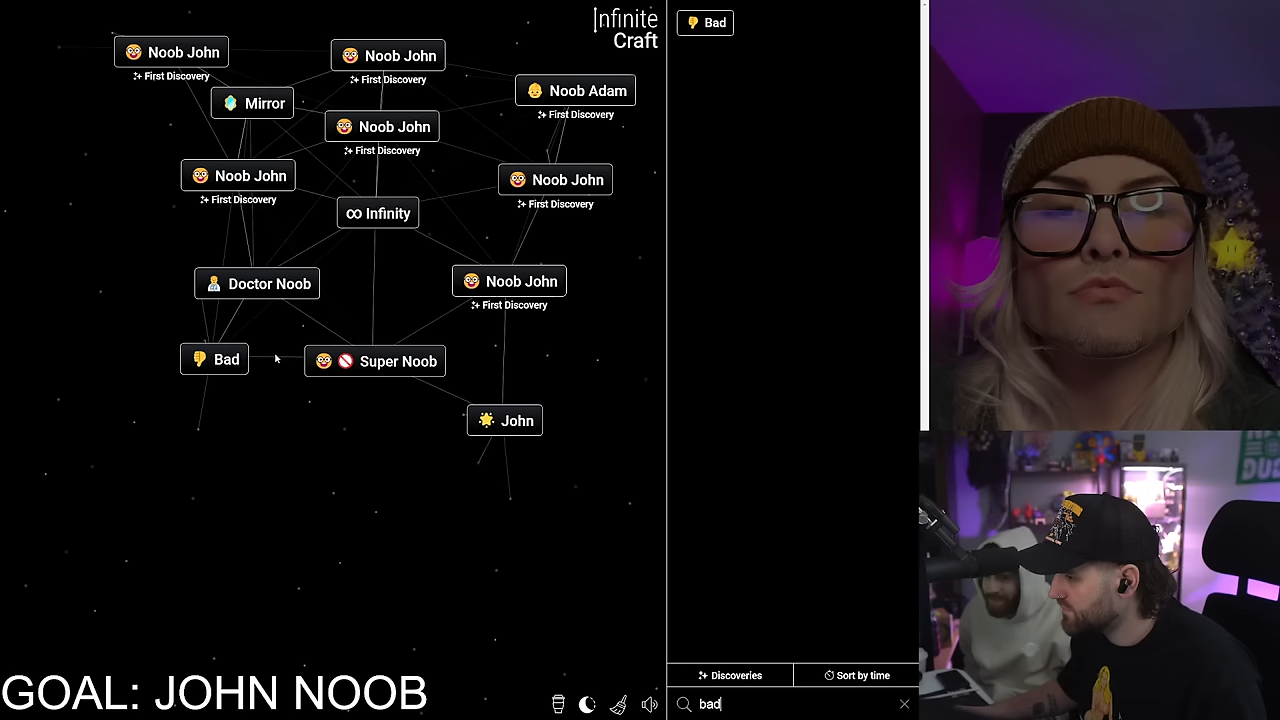 Infinite
Craft
Noob John
First Discovery
Noob John
First Discovery
Mirror
Noob Adam
First Discovery
Noob John
First Discovery
Noob John
First Discovery
Noob John
First Discovery
Infinity
Doctor Noob
Noob John
First Discovery
Bad
Super Noob
John
GOAL: JOHN NOOB
Bad
Discoveries
Sort by time
bad